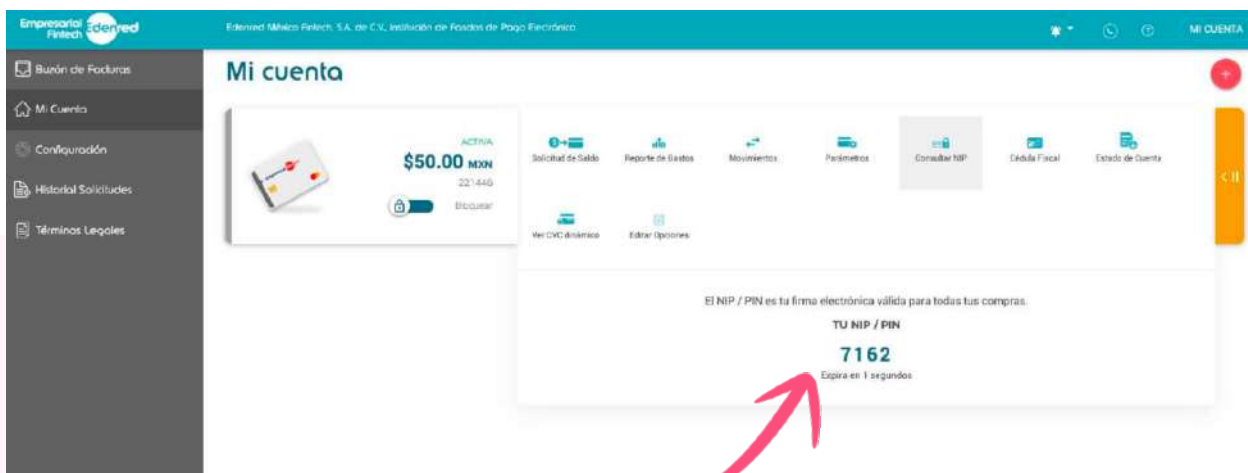 Empresarial Fintech Edenred
Edenred México Fintech, S.A. de C.V., Institución de Fondos de Pago Electrónico
MI CUENTA
Buzón de Facturas
Mi Cuenta
Configuración
Historial Solicitudes
Términos Legales
Mi cuenta
ACTIVA
$50.00 MXN
221446
Bloquear
Solicitud de Saldo
Reporte de Gastos
Movimientos
Parámetros
Consultar NIP
Cédula Fiscal
Estado de Cuenta
Ver CVC dinámico
Editar Opciones
El NIP / PIN es tu firma electrónica válida para todas tus compras.
TU NIP / PIN
7162
Expira en 1 segundos